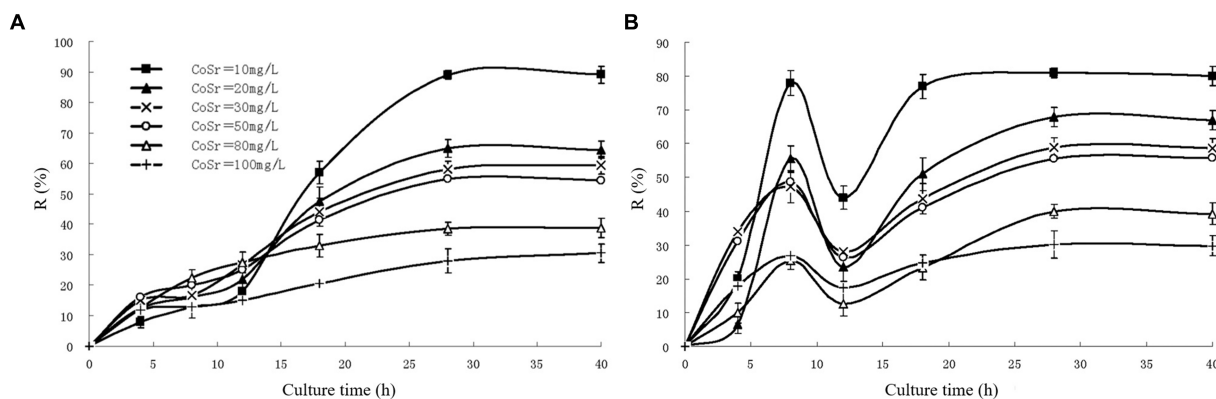 A
B
R (%)
100
90
80
70
60
50
40
30
20
10
0
CoSr=10mg/L
CoSr=20mg/L
CoSr=30mg/L
CoSr=50mg/L
CoSr=80mg/L
CoSr=100mg/L
0 5 10 15 20 25 30 35 40
Culture time (h)
R (%)
90
80
70
60
50
40
30
20
10
0
0 5 10 15 20 25 30 35 40
Culture time (h)